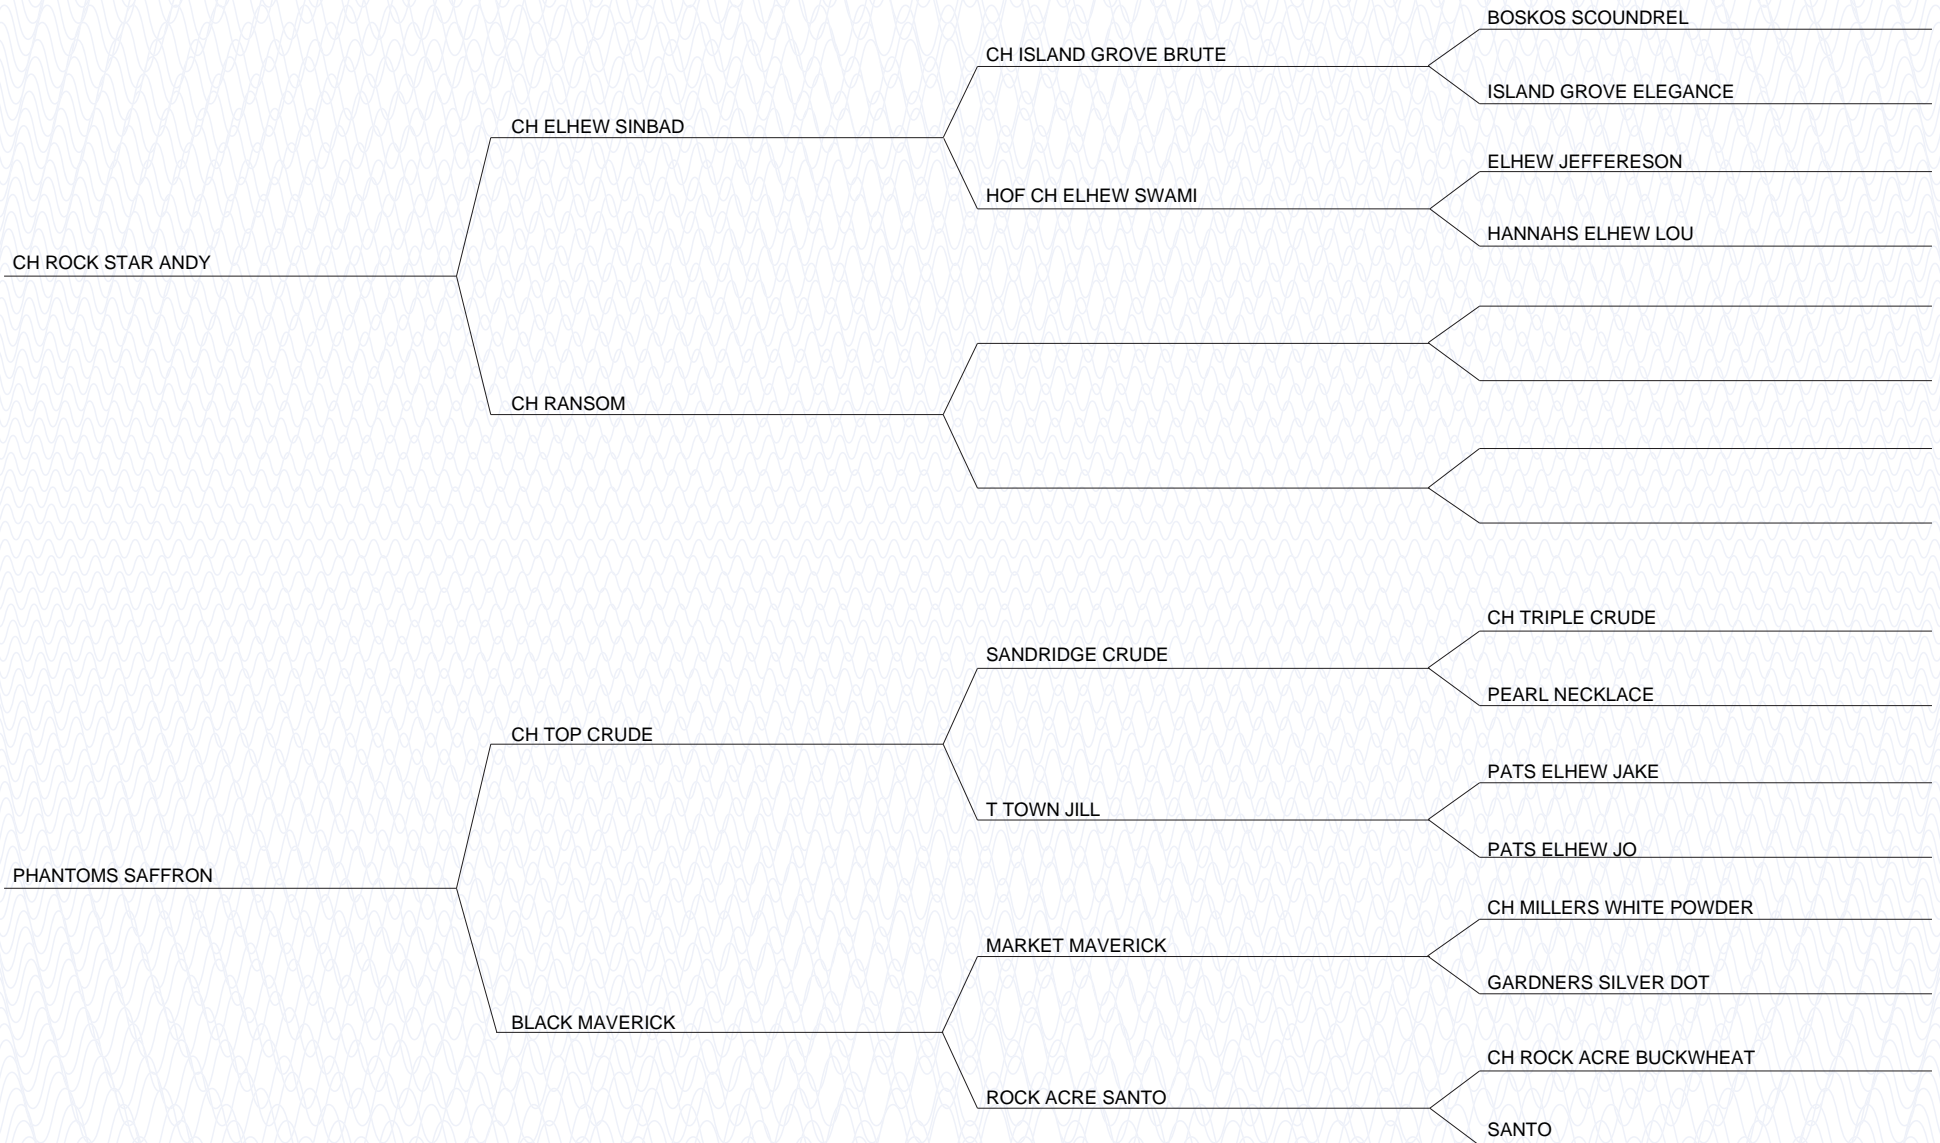 BOSKOS SCOUNDREL
CH ISLAND GROVE BRUTE
ISLAND GROVE ELEGANCE
CH ELHEW SINBAD
ELHEW JEFFERESON
HOF CH ELHEW SWAMI
HANNAHS ELHEW LOU
CH ROCK STAR ANDY
CH RANSOM
CH TRIPLE CRUDE
SANDRIDGE CRUDE
PEARL NECKLACE
CH TOP CRUDE
PATS ELHEW JAKE
T TOWN JILL
PATS ELHEW JO
PHANTOMS SAFFRON
CH MILLERS WHITE POWDER
MARKET MAVERICK
GARDNERS SILVER DOT
BLACK MAVERICK
CH ROCK ACRE BUCKWHEAT
ROCK ACRE SANTO
SANTO